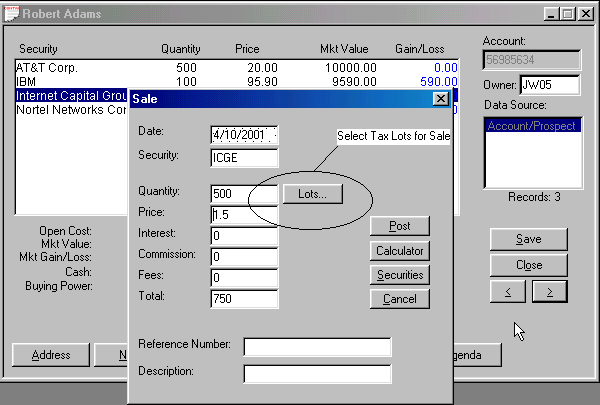 Robert Adams
Security Quantity Price Mkt Value Gain/Loss
AT&T Corp. 500 20.00 10000.00 0.00
IBM 100 95.90 9590.00 590.00
Internet Capital Grou
Nortel Networks Cor
Account:
56985634
Owner: JW05
Data Source:
Account/Prospect
Records: 3
Save
Close
< >
Open Cost:
Mkt Value:
Mkt Gain/Loss:
Cash:
Buying Power:
Address
N
genda
Sale
Date: 4/10/2001
Select Tax Lots for Sale
Security: ICGE
Quantity: 500 Lots...
Price: 1.5
Interest: 0
Commission: 0
Fees: 0
Total: 750
Post
Calculator
Securities
Cancel
Reference Number:
Description: